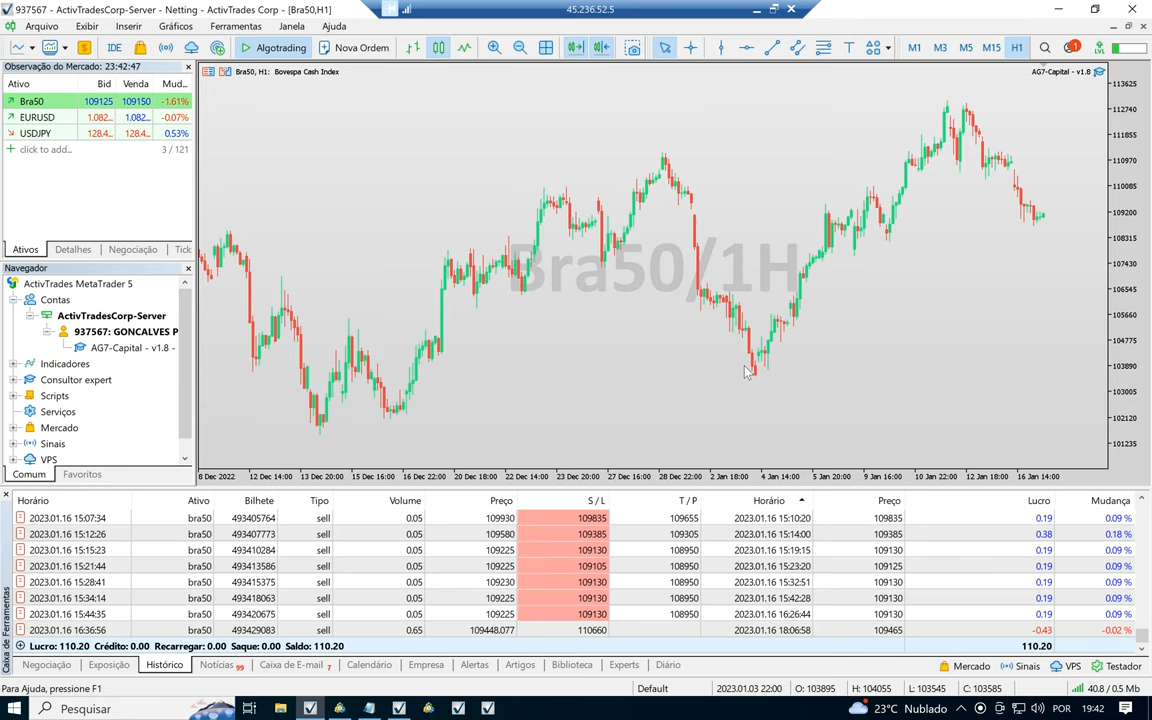 937567 - ActivTradesCorp-Server - Netting - ActivTrades Corp - [Bra50,H1]
45.236.52.5
Arquivo Exibir Inserir Gráficos Ferramentas Janela Ajuda
IDE Algotrading Nova Ordem T M1 M3 M5 M15 H1 1 LVL
Observação do Mercado: 23:42:47
Ativo Bid Venda Mud...
Bra50 109125 109150 -1.61%
EURUSD 1.082... 1.082... -0.07%
USDJPY 128.4... 128.4... 0.53%
click to add... 3 / 121
Ativos Detalhes Negociação Tick
Navegador
ActivTrades MetaTrader 5
Contas
ActivTradesCorp-Server
937567: GONCALVES P
AG7-Capital - v1.8 -
Indicadores
Consultor expert
Scripts
Serviços
Mercado
Sinais
VPS
Comum Favoritos
Bra50, H1: Bovespa Cash Index
AG7-Capital - v1.8
Bra50/1H
113625
112740
111855
110970
110085
109200
108315
107430
106545
105660
104775
103890
103005
102120
101235
8 Dec 2022 12 Dec 14:00 13 Dec 20:00 15 Dec 16:00 16 Dec 22:00 20 Dec 18:00 22 Dec 14:00 23 Dec 20:00 27 Dec 16:00 28 Dec 22:00 2 Jan 18:00 4 Jan 14:00 5 Jan 20:00 9 Jan 16:00 10 Jan 22:00 12 Jan 18:00 16 Jan 14:00
Caixa de Ferramentas
Horário Ativo Bilhete Tipo Volume Preço S / L T / P Horário Preço Lucro Mudança
2023.01.16 15:07:34 bra50 493405764 sell 0.05 109930 109835 109655 2023.01.16 15:10:20 109835 0.19 0.09 %
2023.01.16 15:12:26 bra50 493407773 sell 0.05 109580 109385 109305 2023.01.16 15:14:00 109385 0.38 0.18 %
2023.01.16 15:15:23 bra50 493410284 sell 0.05 109225 109130 108950 2023.01.16 15:19:15 109130 0.19 0.09 %
2023.01.16 15:21:44 bra50 493413586 sell 0.05 109225 109105 108950 2023.01.16 15:23:20 109125 0.19 0.09 %
2023.01.16 15:28:41 bra50 493415375 sell 0.05 109230 109130 108950 2023.01.16 15:32:51 109130 0.19 0.09 %
2023.01.16 15:34:14 bra50 493418063 sell 0.05 109225 109130 108950 2023.01.16 15:42:28 109130 0.19 0.09 %
2023.01.16 15:44:35 bra50 493420675 sell 0.05 109225 109130 108950 2023.01.16 16:26:44 109130 0.19 0.09 %
2023.01.16 16:36:56 bra50 493429083 sell 0.65 109448.077 110660 2023.01.16 18:06:58 109465 -0.43 -0.02 %
Lucro: 110.20 Crédito: 0.00 Recarregar: 0.00 Saque: 0.00 Saldo: 110.20 110.20
Negociação Exposição Histórico Notícias 99 Caixa de E-mail 7 Calendário Empresa Alertas Artigos Biblioteca Experts Diário Mercado Sinais VPS Testador
Para Ajuda, pressione F1 Default 2023.01.03 22:00 O: 103895 H: 104055 L: 103545 C: 103585 40.8 / 0.5 Mb
Pesquisar 23°C Nublado POR 19:42